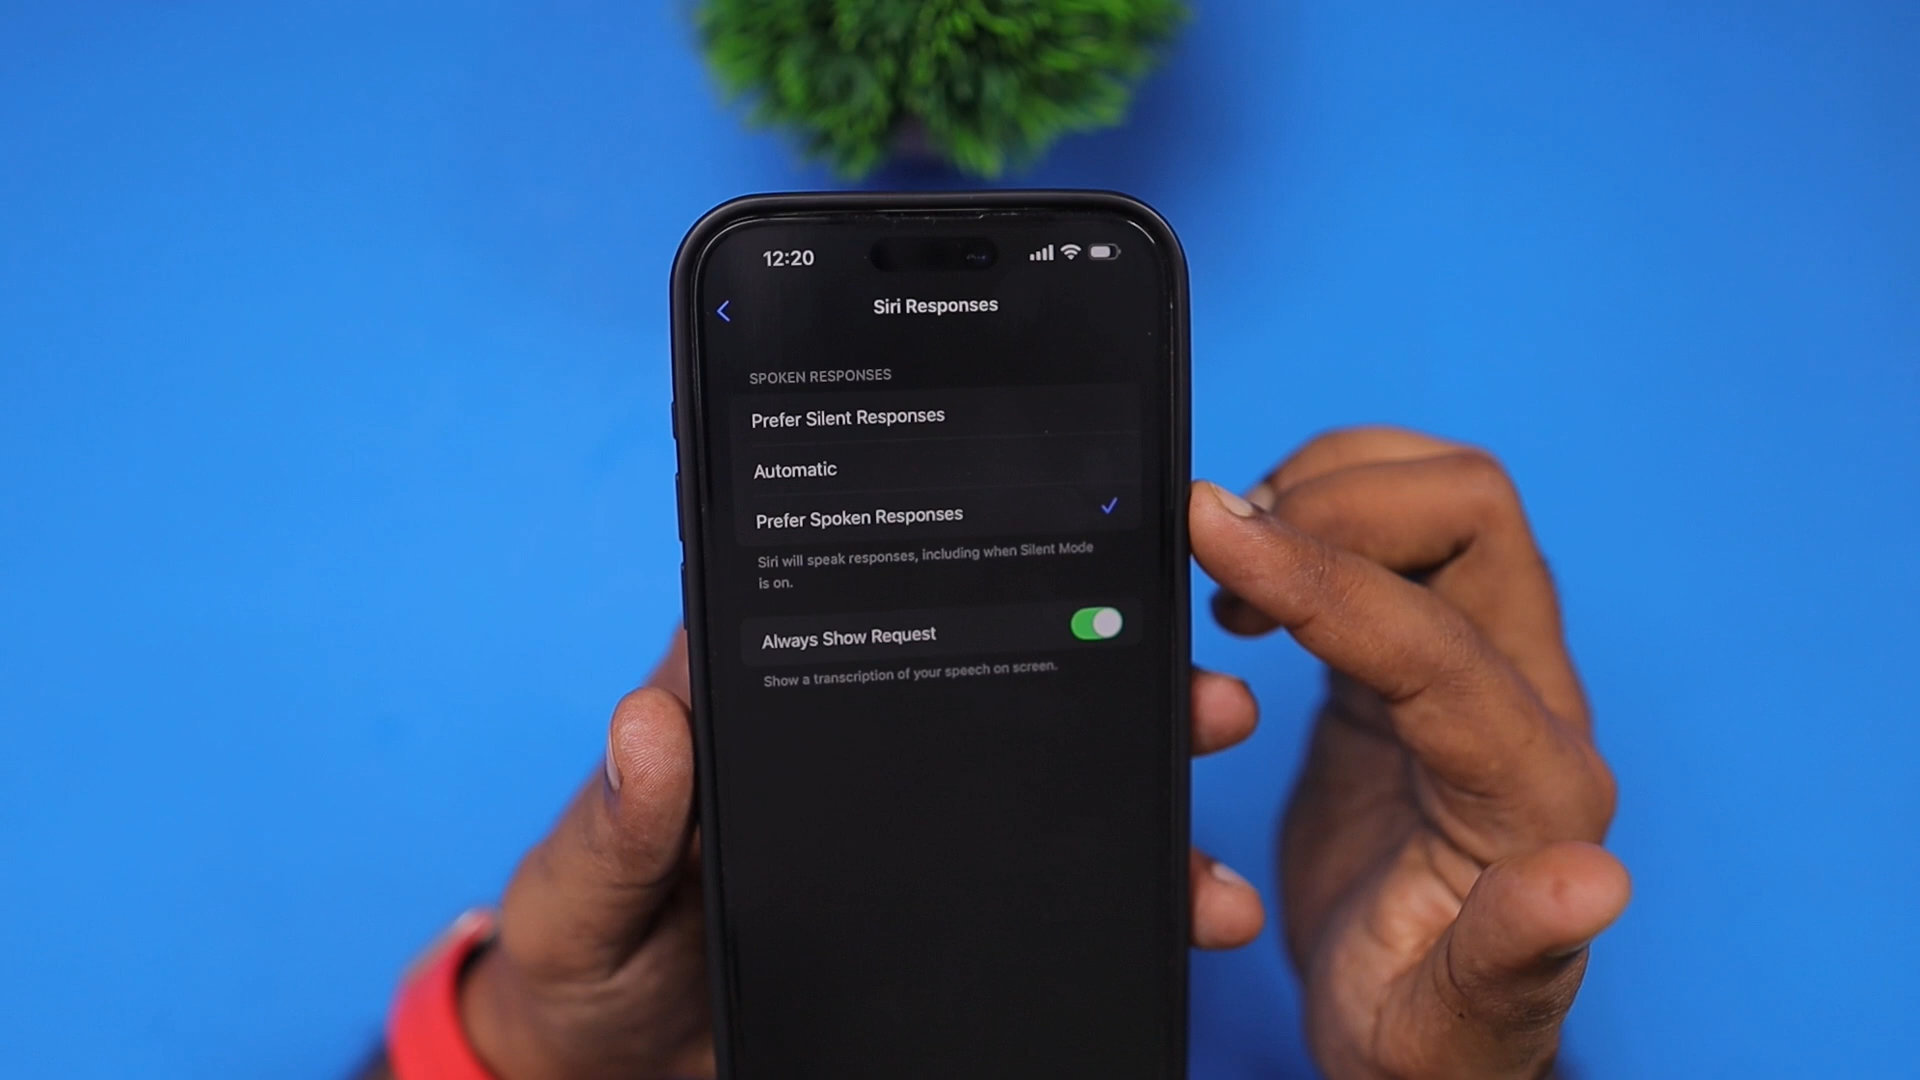 12:20
Siri Responses
SPOKEN RESPONSES
Prefer Silent Responses
Automatic
Prefer Spoken Responses
Siri will speak responses, including when Silent Mode
is on.
Always Show Request
Show a transcription of your speech on screen.